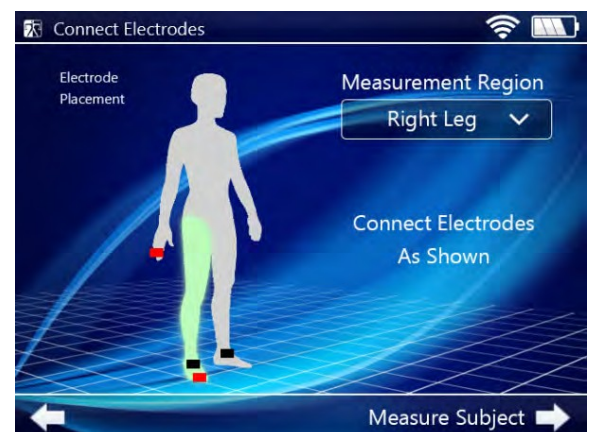 Connect Electrodes
Electrode
Placement
Measurement Region
Right Leg
Connect Electrodes
As Shown
Measure Subject